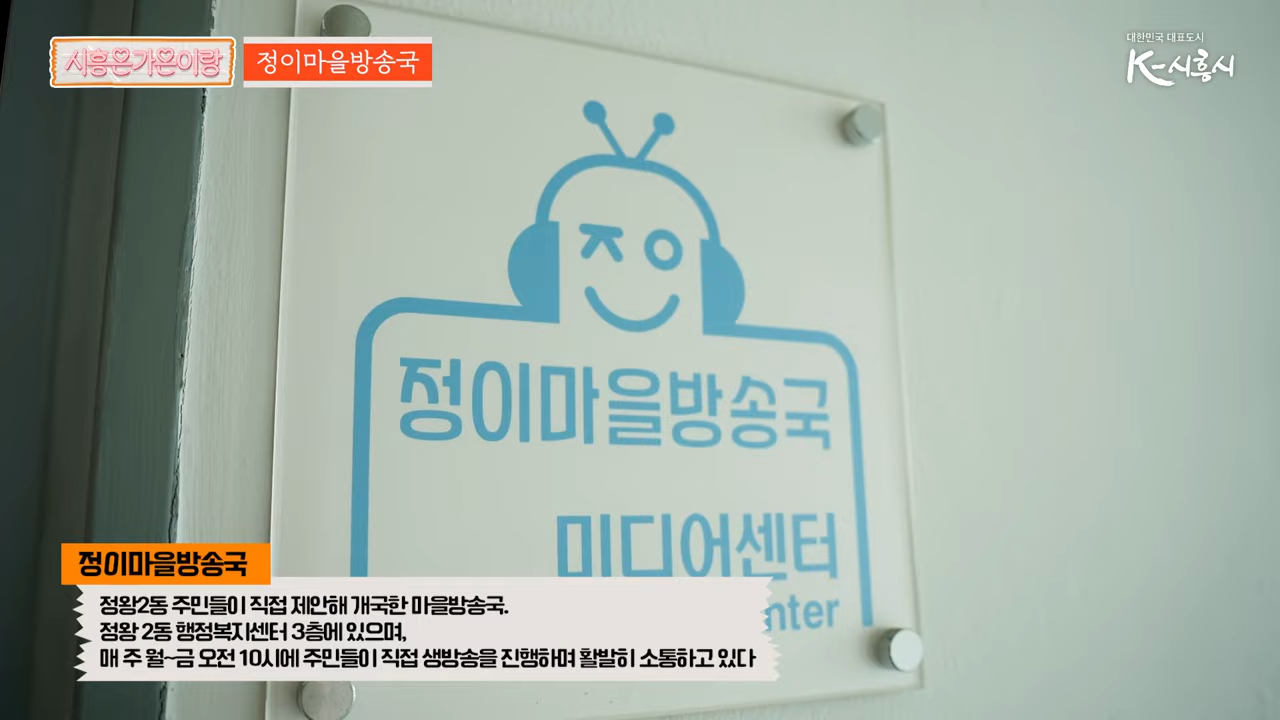 시흥은가은이랑
정이마을방송국
대한민국 대표도시
K-시흥시
ㅈㅇ
정이마을방송국
미디어센터
nter
정이마을방송국
정왕2동 주민들이 직접 제안해 개국한 마을방송국.
정왕 2동 행정복지센터 3층에 있으며,
매 주 월~금 오전 10시에 주민들이 직접 생방송을 진행하며 활발히 소통하고 있다